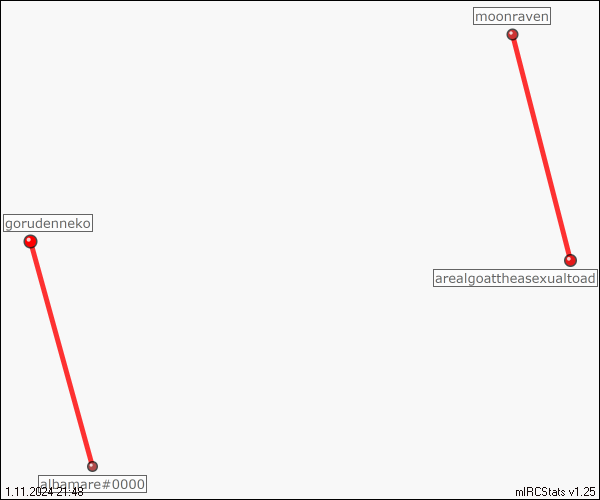 moonraven
gorudenneko
arealgoattheasexualtoad
albamare#0000
1.11.2024 21:48
mIRCStats v1.25